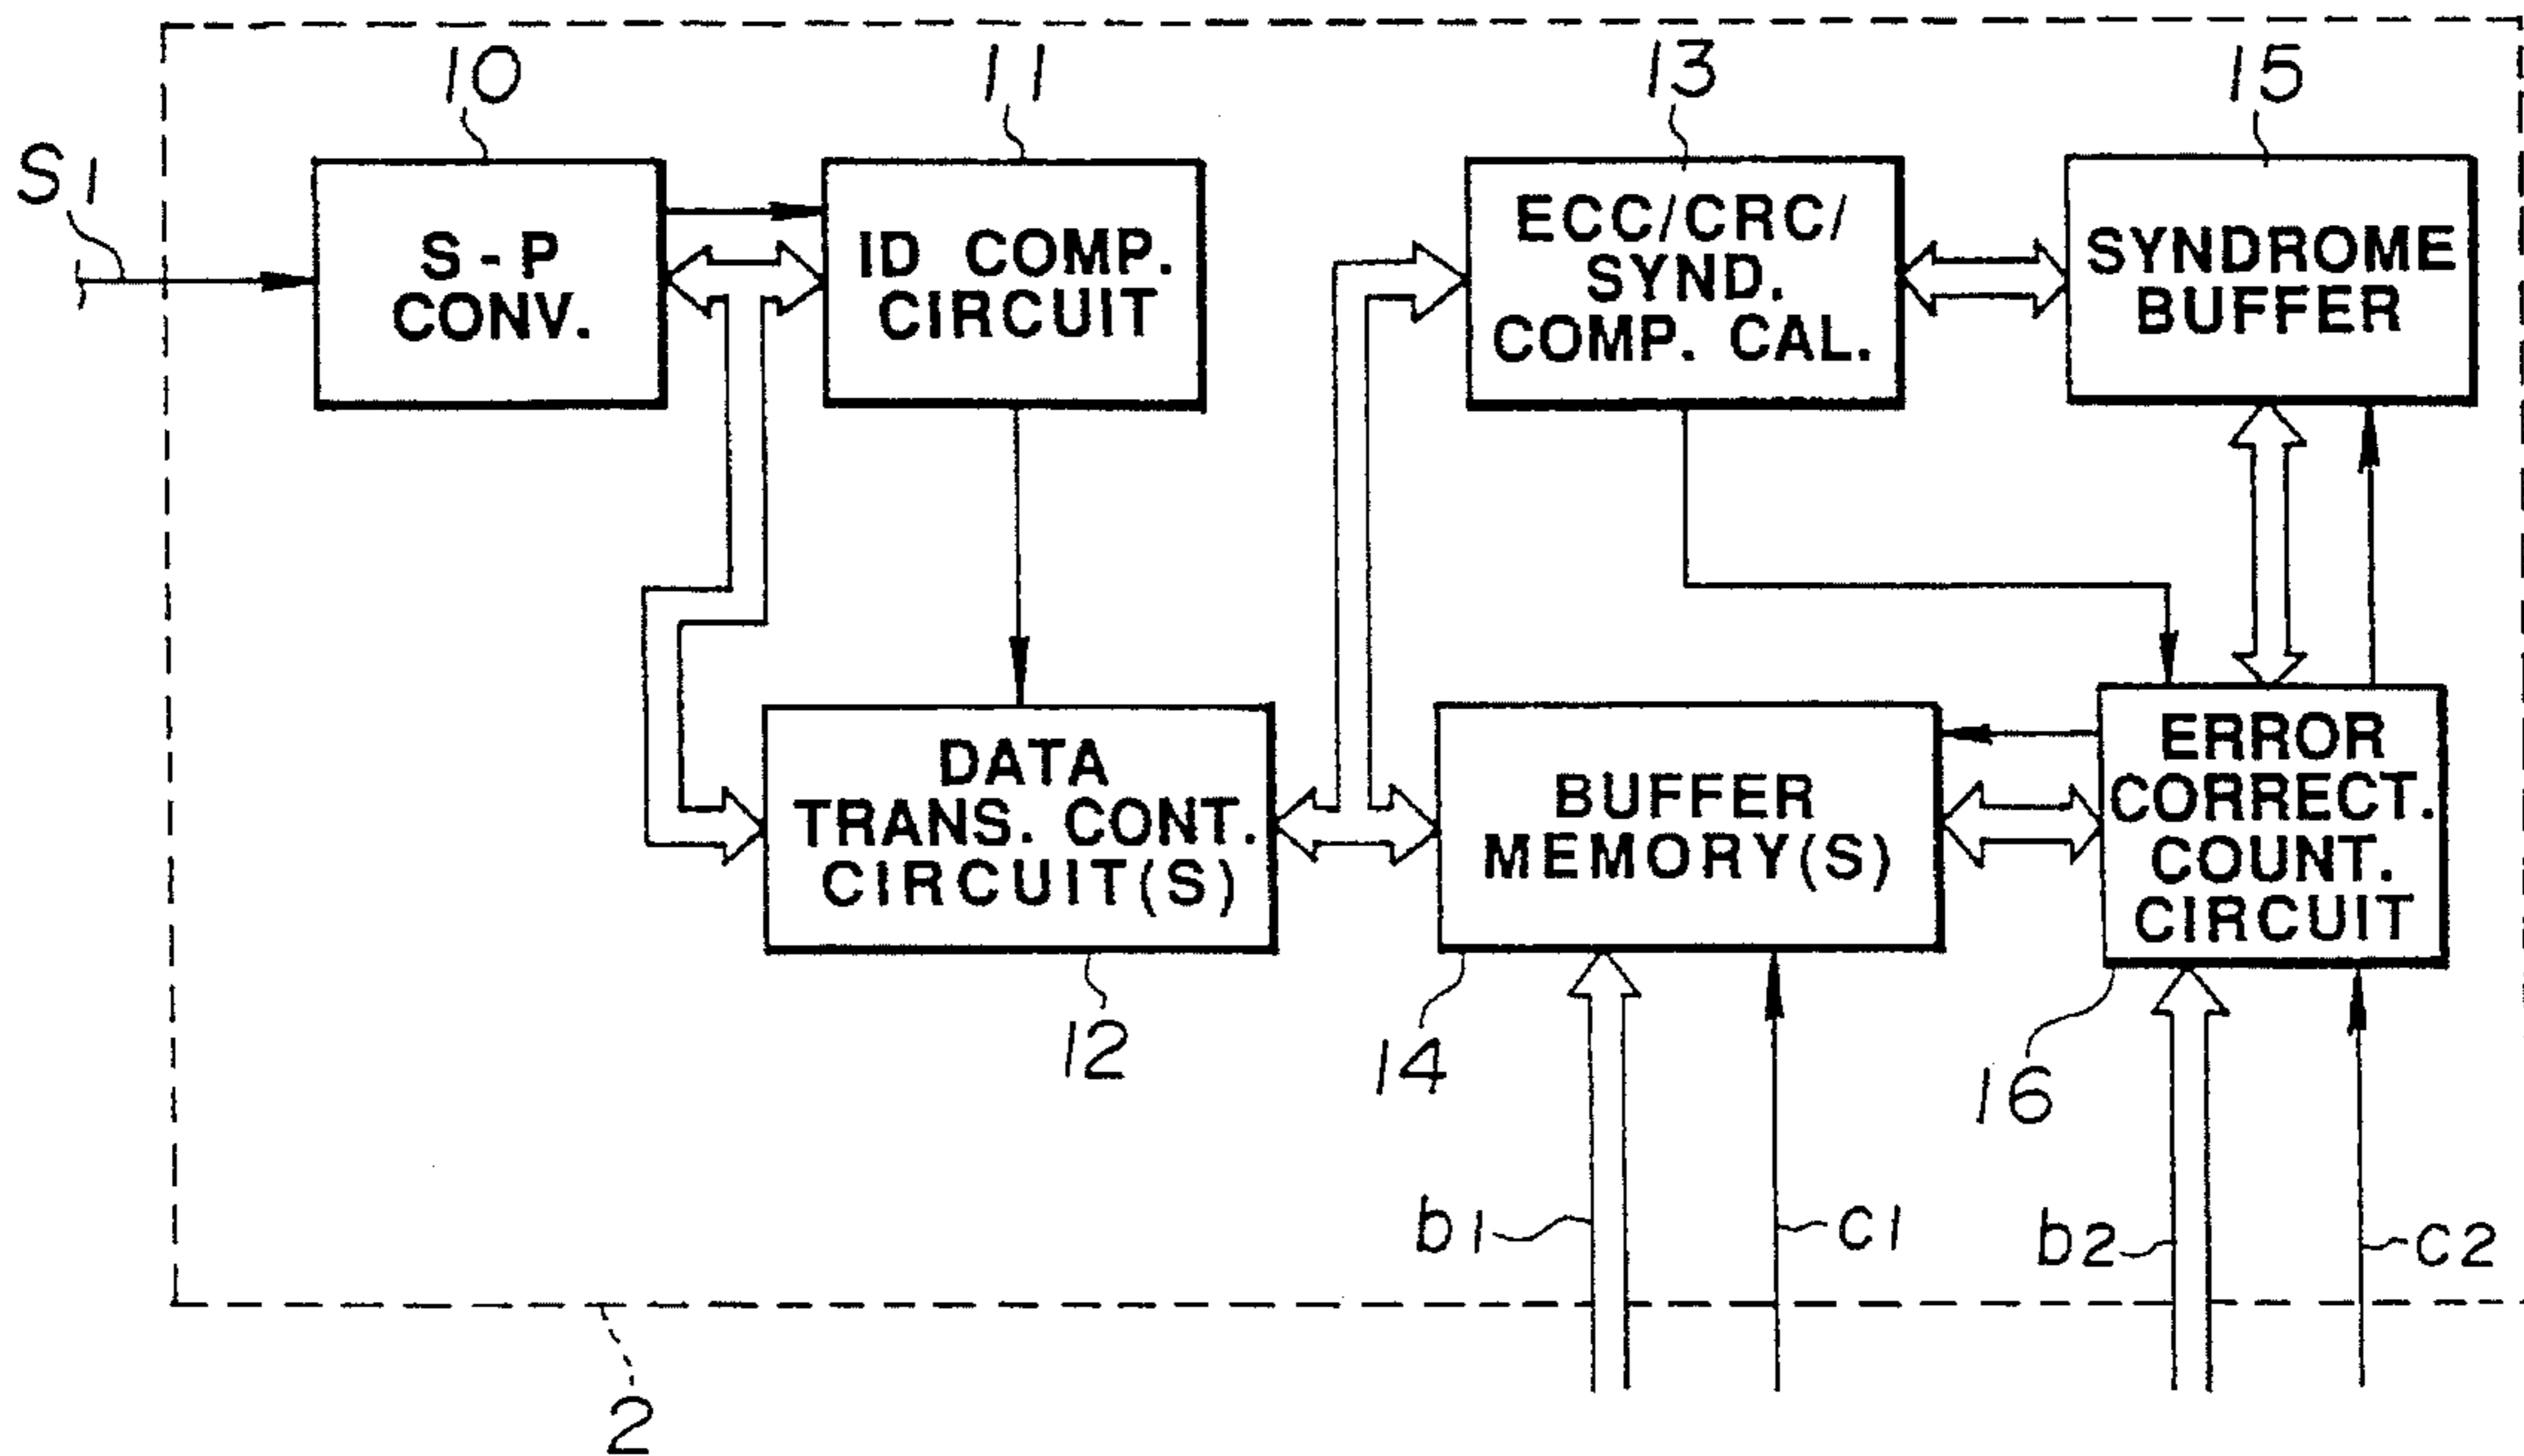 10
11
13
15
S1
S-P
CONV.
ID COMP.
CIRCUIT
ECC/CRC/
SYND.
COMP. CAL.
SYNDROME
BUFFER
DATA
TRANS. CONT.
CIRCUIT(S)
BUFFER
MEMORY(S)
ERROR
CORRECT.
COUNT.
CIRCUIT
12
14
16
b1
C1
b2
C2
2